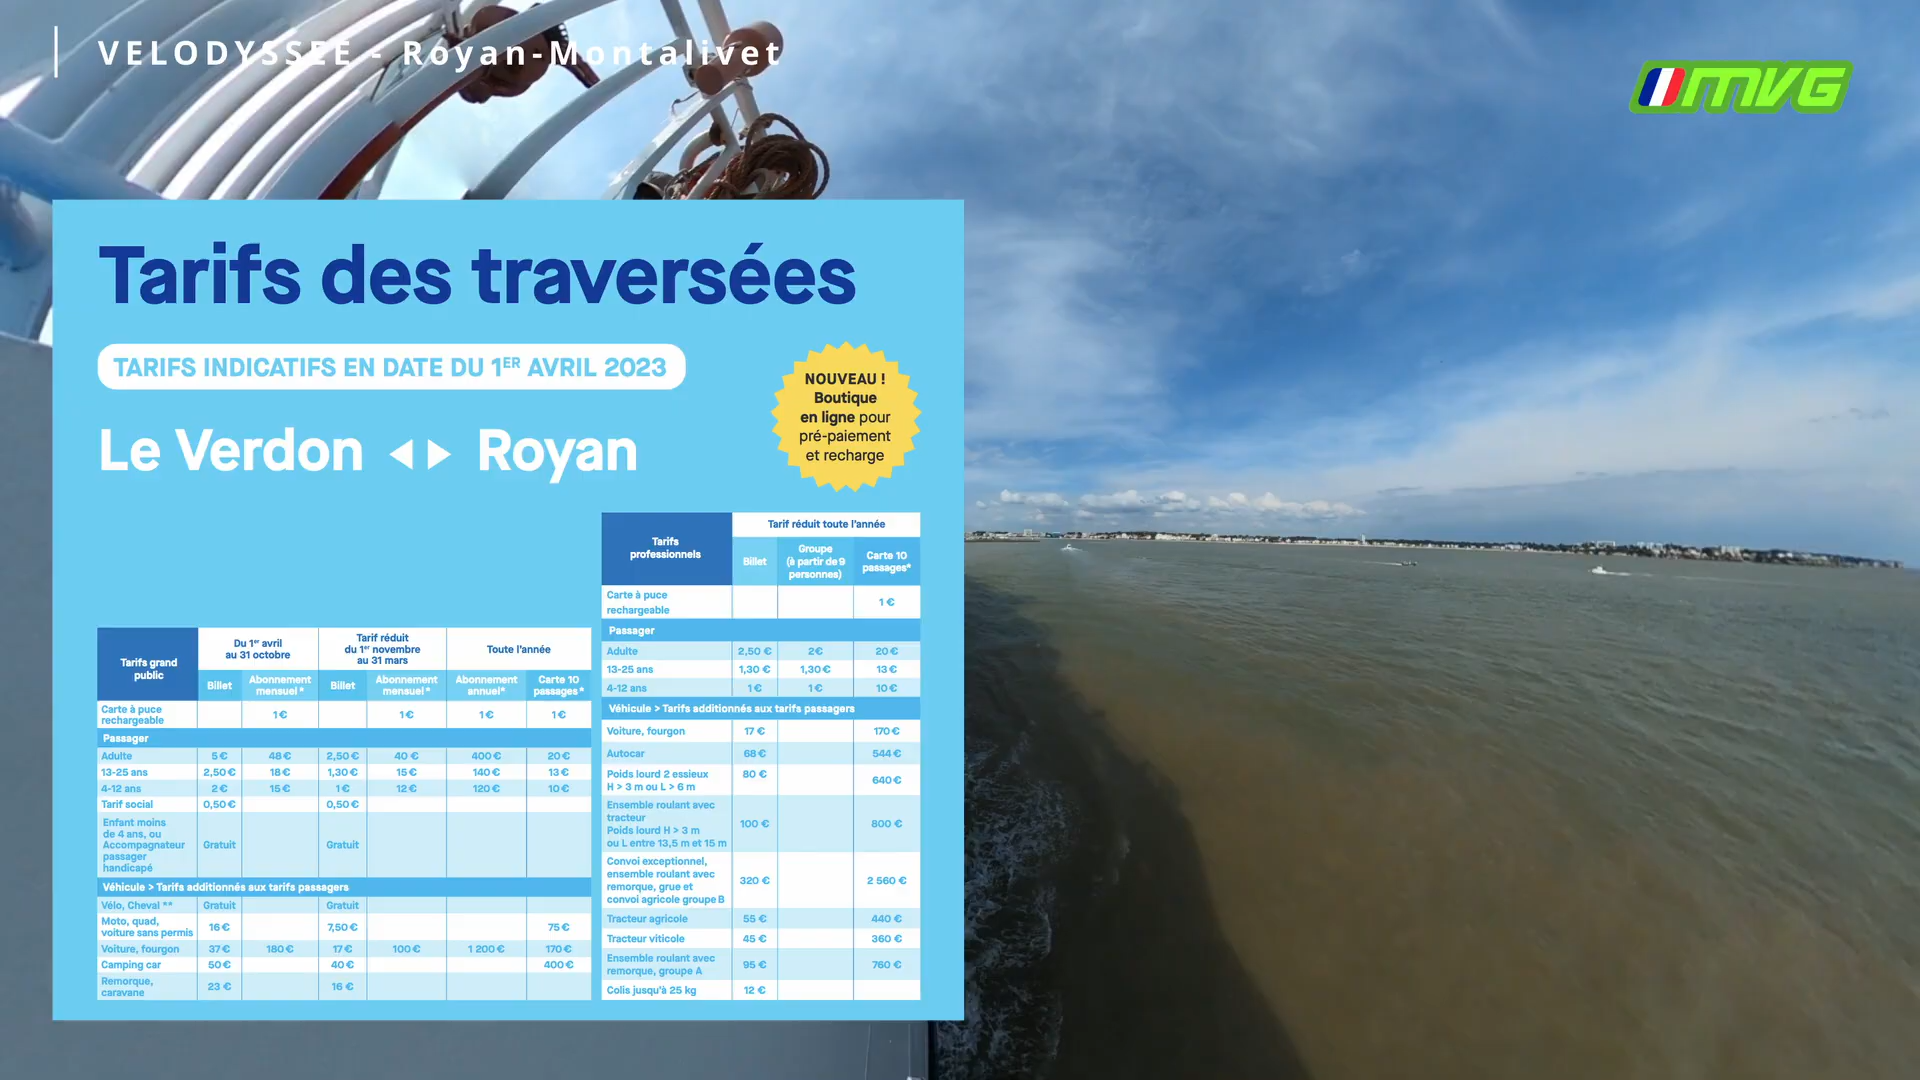 VELODYSSEE - Royan-Montalivet
MVG
Tarifs des traversées
TARIFS INDICATIFS EN DATE DU 1ER AVRIL 2023
NOUVEAU !
Boutique
en ligne pour
pré-paiement
et recharge
Le Verdon ◀ ▶ Royan
Tarifs grand
public
Du 1er avril
au 31 octobre
Tarif réduit
du 1er novembre
au 31 mars
Toute l'année
Billet
Abonnement
mensuel *
Billet
Abonnement
mensuel *
Abonnement
annuel*
Carte 10
passages *
Carte à puce
rechargeable
1 € 1 € 1 € 1 €
Passager
Adulte 5 € 48 € 2,50 € 40 € 400 € 20 €
13-25 ans 2,50 € 18 € 1,30 € 15 € 140 € 13 €
4-12 ans 2 € 15 € 1 € 12 € 120 € 10 €
Tarif social 0,50 € 0,50 €
Enfant moins
de 4 ans, ou
Accompagnateur
passager
handicapé
Gratuit Gratuit
Véhicule > Tarifs additionnés aux tarifs passagers
Vélo, Cheval ** Gratuit Gratuit
Moto, quad,
voiture sans permis
16 € 7,50 € 75 €
Voiture, fourgon 37 € 180 € 17 € 100 € 1 200 € 170 €
Camping car 50 € 40 € 400 €
Remorque,
caravane
23 € 16 €
Tarifs
professionnels
Tarif réduit toute l'année
Billet
Groupe
(à partir de 9
personnes)
Carte 10
passages*
Carte à puce
rechargeable
1 €
Passager
Adulte 2,50 € 2 € 20 €
13-25 ans 1,30 € 1,30 € 13 €
4-12 ans 1 € 1 € 10 €
Véhicule > Tarifs additionnés aux tarifs passagers
Voiture, fourgon 17 € 170 €
Autocar 68 € 544 €
Poids lourd 2 essieux
H > 3 m ou L > 6 m
80 € 640 €
Ensemble roulant avec
tracteur
Poids lourd H > 3 m
ou L entre 13,5 m et 15 m
100 € 800 €
Convoi exceptionnel,
ensemble roulant avec
remorque, grue et
convoi agricole groupe B
320 € 2 560 €
Tracteur agricole 55 € 440 €
Tracteur viticole 45 € 360 €
Ensemble roulant avec
remorque, groupe A
95 € 760 €
Colis jusqu'à 25 kg 12 €